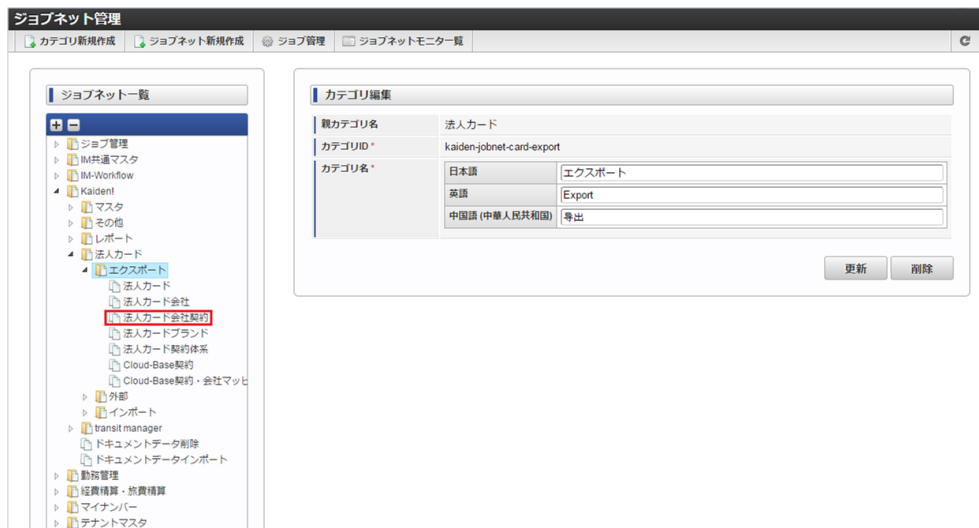 ジョブネット管理
カテゴリ新規作成 ジョブネット新規作成 ジョブ管理 ジョブネットモニタ一覧
ジョブネット一覧
ジョブ管理
IM共通マスタ
IM-Workflow
Kaiden!
マスタ
その他
レポート
法人カード
エクスポート
法人カード
法人カード会社
法人カード会社契約
法人カードブランド
法人カード契約体系
Cloud-Base契約
Cloud-Base契約・会社マッピ
外部
インポート
transit manager
ドキュメントデータ削除
ドキュメントデータインポート
勤務管理
経費精算・旅費精算
マイナンバー
テナントマスタ
カテゴリ編集
親カテゴリ名 法人カード
カテゴリID * kaiden-jobnet-card-export
カテゴリ名 *
日本語 エクスポート
英語 Export
中国語 (中華人民共和国) 导出
更新 削除